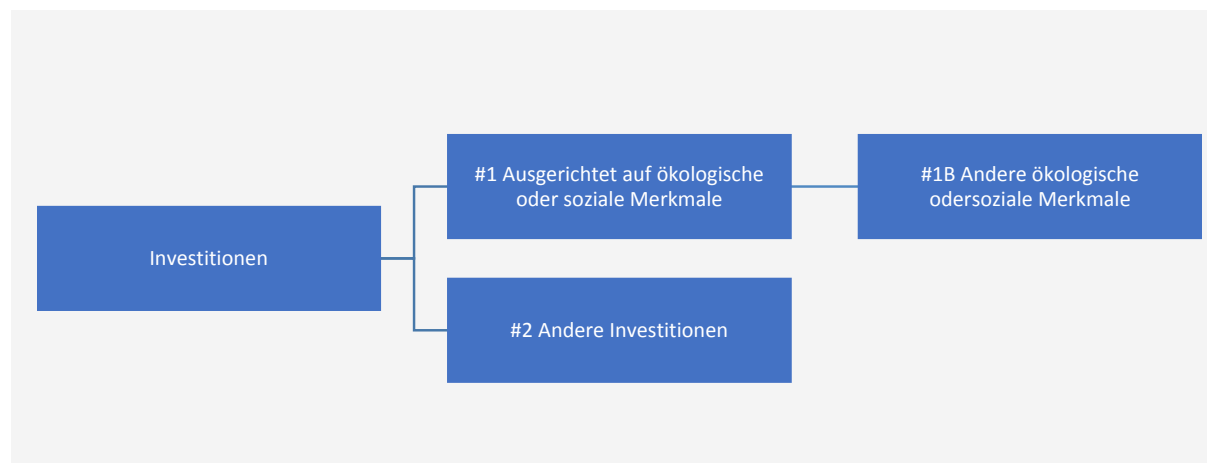 #1 Ausgerichtet auf ökologische
oder soziale Merkmale
#1B Andere ökologische
odersoziale Merkmale
Investitionen
#2 Andere Investitionen